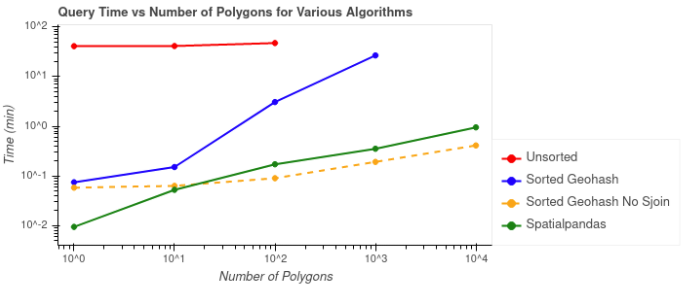 Query Time vs Number of Polygons for Various Algorithms
10^2
10^1
10^0
10^-1
10^-2
Time (min)
10^0
10^1
10^2
10^3
10^4
Number of Polygons
Unsorted
Sorted Geohash
Sorted Geohash No Sjoin
Spatialpandas